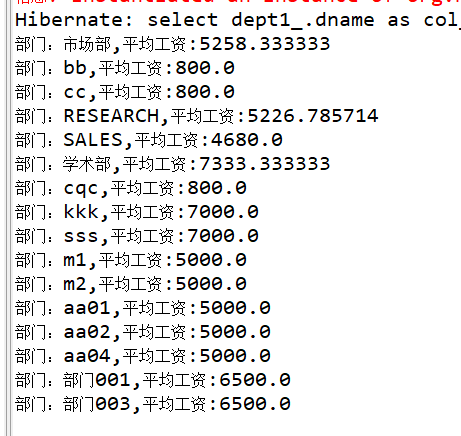 信息: Instantiated an instance of org.
Hibernate: select dept1_.dname as col_
部门：市场部,平均工资:5258.333333
部门：bb,平均工资:800.0
部门：cc,平均工资:800.0
部门：RESEARCH,平均工资:5226.785714
部门：SALES,平均工资:4680.0
部门：学术部,平均工资:7333.333333
部门：cqc,平均工资:800.0
部门：kkk,平均工资:7000.0
部门：sss,平均工资:7000.0
部门：m1,平均工资:5000.0
部门：m2,平均工资:5000.0
部门：aa01,平均工资:5000.0
部门：aa02,平均工资:5000.0
部门：aa04,平均工资:5000.0
部门：部门001,平均工资:6500.0
部门：部门003,平均工资:6500.0